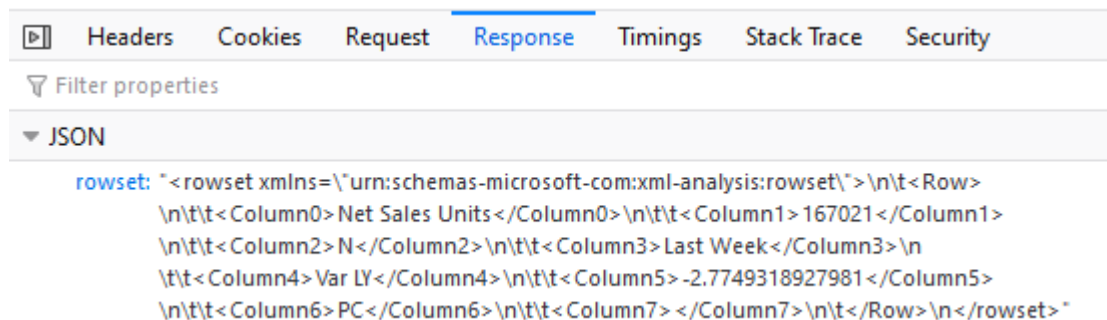 Headers Cookies Request Response Timings Stack Trace Security
Filter properties
JSON
rowset: "<rowset xmlns=\"urn:schemas-microsoft-com:xml-analysis:rowset\">\n\t<Row>
\n\t\t<Column0>Net Sales Units</Column0>\n\t\t<Column1>167021</Column1>
\n\t\t<Column2>N</Column2>\n\t\t<Column3>Last Week</Column3>\n
\t\t<Column4>Var LY</Column4>\n\t\t<Column5>-2.7749318927981</Column5>
\n\t\t<Column6>PC</Column6>\n\t\t<Column7></Column7>\n\t</Row>\n</rowset>"